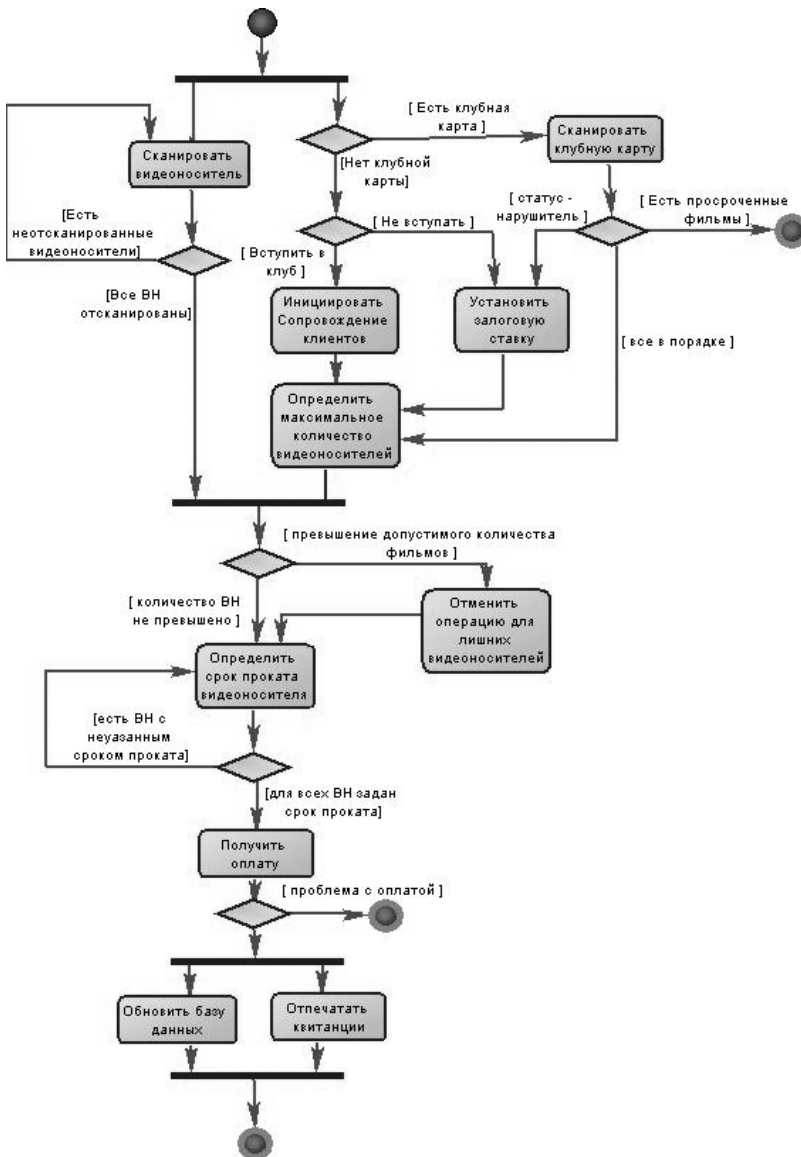 [ Есть клубная
карта ]
Сканировать
клубную карту
Сканировать
видеоноситель
[Нет клубной
карты]
[Есть
неотсканированные
видеоносители]
[ Не вступать ]
[ статус -
нарушитель ]
[ Есть просроченные
фильмы ]
[ Вступить в
клуб ]
[Все ВН
отсканированы]
Инициировать
Сопровождение
клиентов
Установить
залоговую
ставку
[ все в порядке ]
Определить
максимальное
количество
видеоносителей
[ превышение допустимого количества
фильмов ]
[ количество ВН
не превышено ]
Отменить
операцию для
лишних
видеоносителей
Определить
срок проката
видеоносителя
[есть ВН с
неуазанным
сроком проката]
[для всех ВН задан
срок проката]
Получить
оплату
[ проблема с оплатой ]
Обновить базу
данных
Отпечатать
квитанции